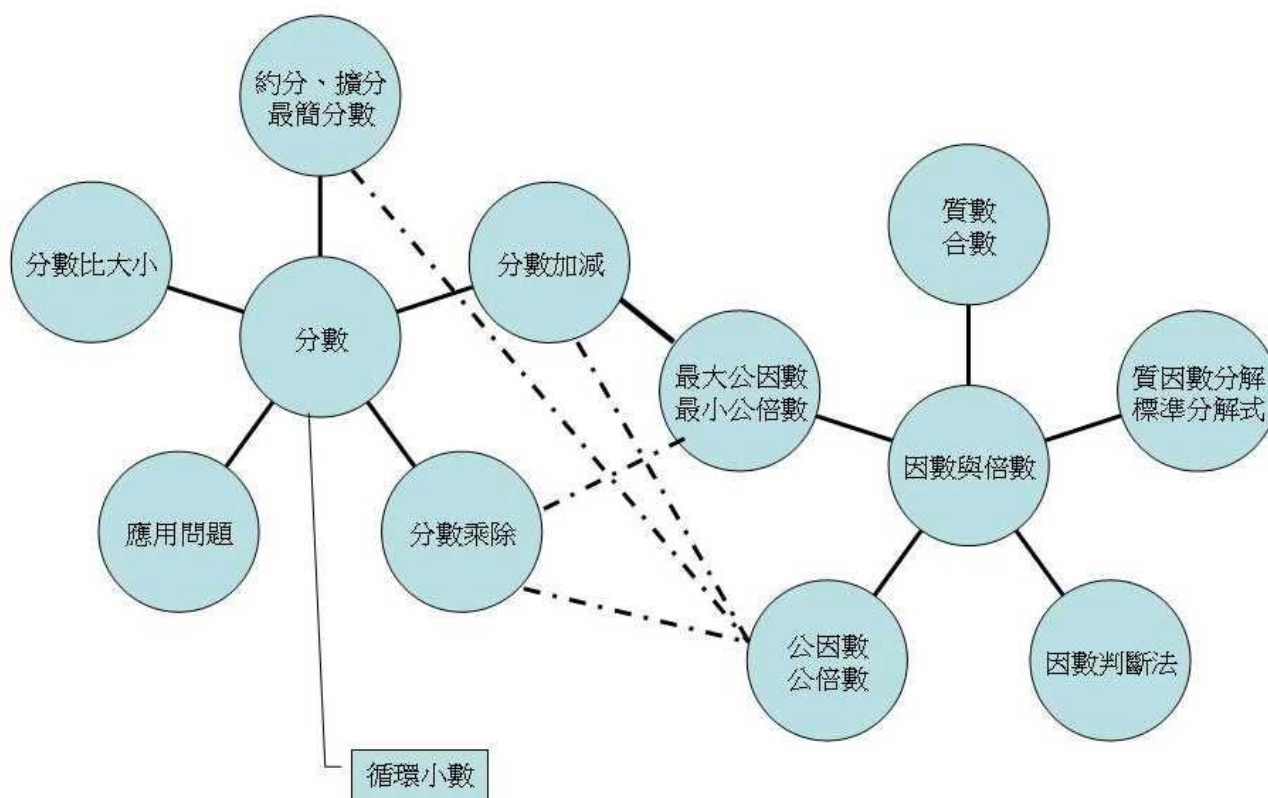 約分、擴分
最簡分數
分數比大小
分數加減
分數
應用問題
分數乘除
循環小數
質數
合數
最大公因數
最小公倍數
質因數分解
標準分解式
因數與倍數
公因數
公倍數
因數判斷法